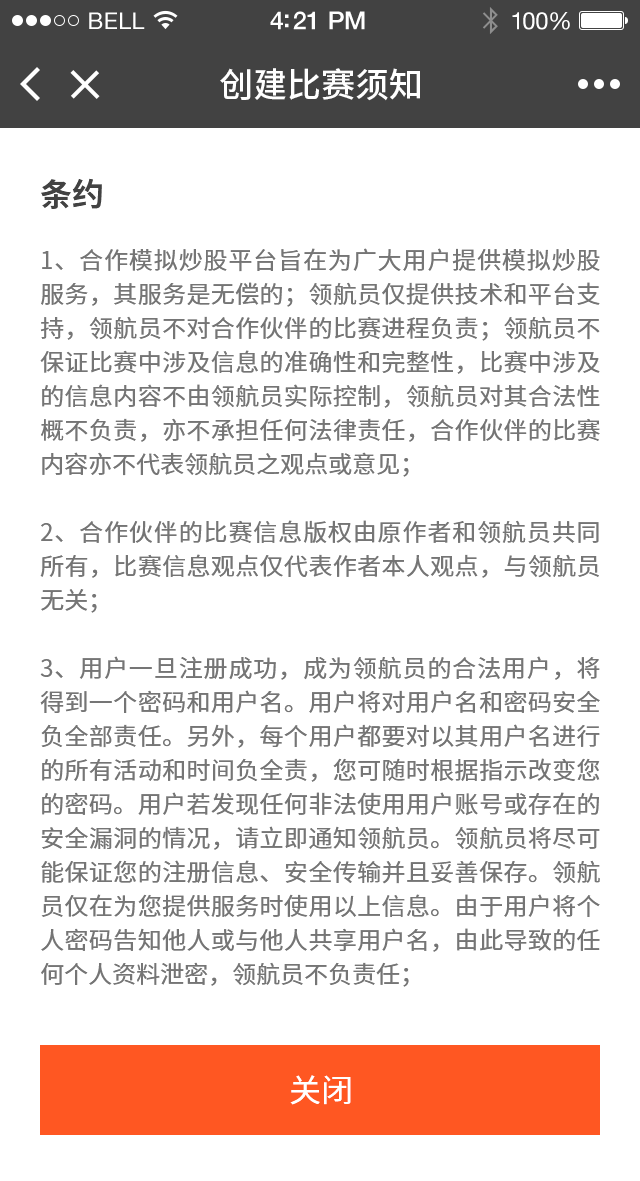 BELL 4:21 PM 100%
创建比赛须知
条约
1、合作模拟炒股平台旨在为广大用户提供模拟炒股
服务，其服务是无偿的；领航员仅提供技术和平台支
持，领航员不对合作伙伴的比赛进程负责；领航员不
保证比赛中涉及信息的准确性和完整性，比赛中涉及
的信息内容不由领航员实际控制，领航员对其合法性
概不负责，亦不承担任何法律责任，合作伙伴的比赛
内容亦不代表领航员之观点或意见；
2、合作伙伴的比赛信息版权由原作者和领航员共同
所有，比赛信息观点仅代表作者本人观点，与领航员
无关；
3、用户一旦注册成功，成为领航员的合法用户，将
得到一个密码和用户名。用户将对用户名和密码安全
负全部责任。另外，每个用户都要对以其用户名进行
的所有活动和时间负全责，您可随时根据指示改变您
的密码。用户若发现任何非法使用用户账号或存在的
安全漏洞的情况，请立即通知领航员。领航员将尽可
能保证您的注册信息、安全传输并且妥善保存。领航
员仅在为您提供服务时使用以上信息。由于用户将个
人密码告知他人或与他人共享用户名，由此导致的任
何个人资料泄密，领航员不负责任；
关闭